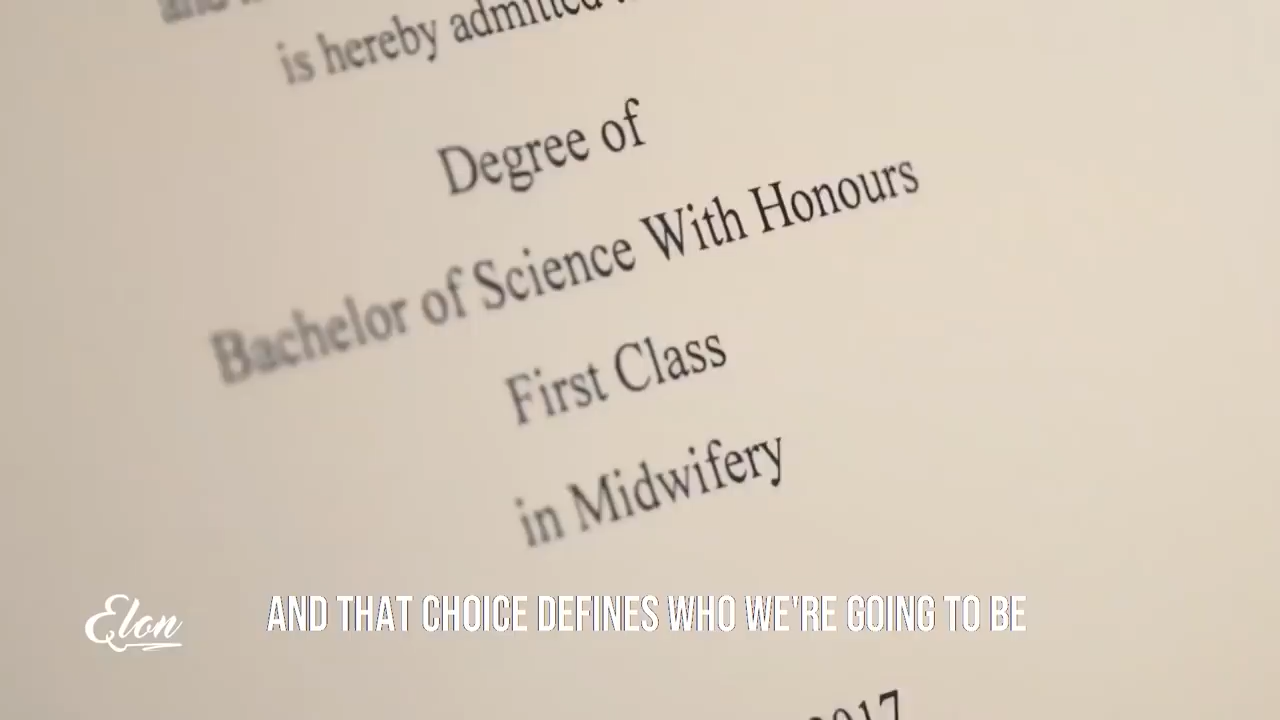 is hereby admitted
Degree of
Bachelor of Science With Honours
First Class
in Midwifery
Elon
AND THAT CHOICE DEFINES WHO WE'RE GOING TO BE
2017